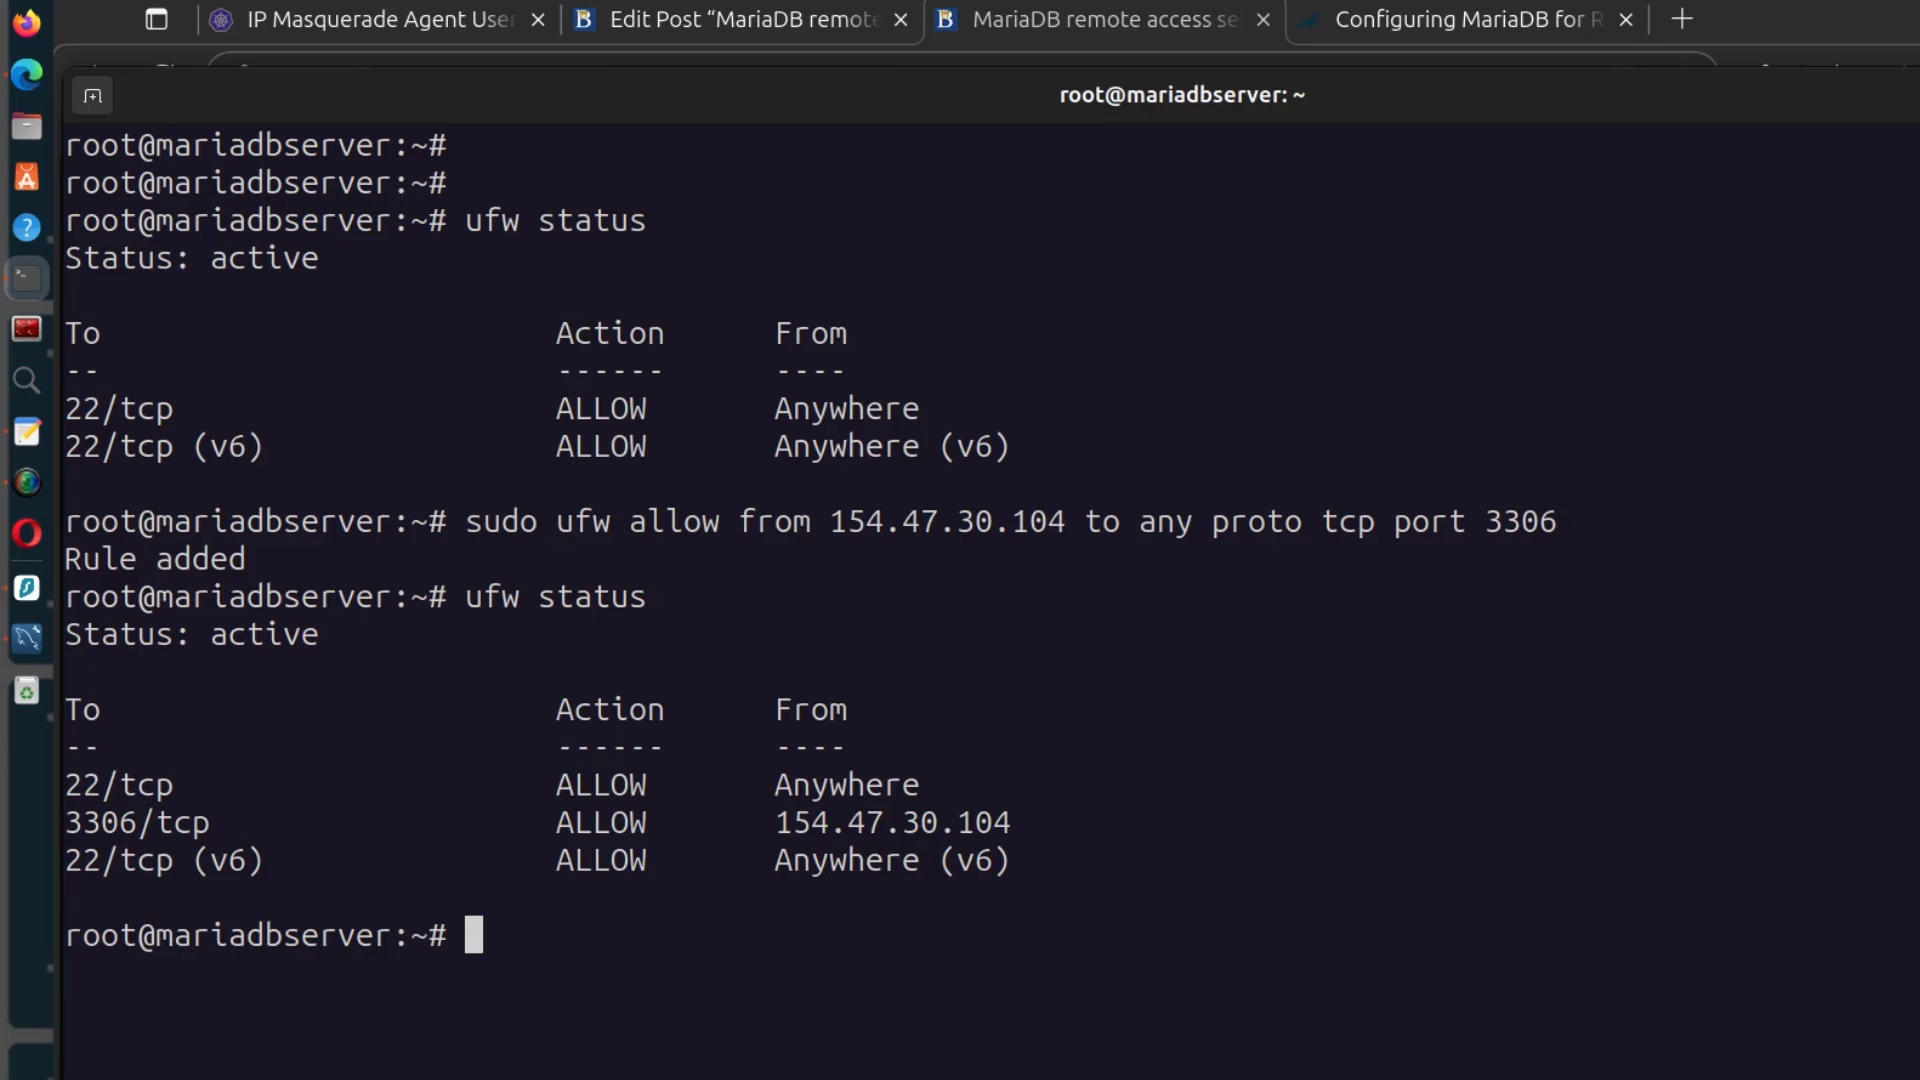 IP Masquerade Agent User
Edit Post “MariaDB remote
MariaDB remote access se
Configuring MariaDB for R
root@mariadbserver: ~
root@mariadbserver:~#
root@mariadbserver:~#
root@mariadbserver:~# ufw status
Status: active
To Action From
-- ------ ----
22/tcp ALLOW Anywhere
22/tcp (v6) ALLOW Anywhere (v6)
root@mariadbserver:~# sudo ufw allow from 154.47.30.104 to any proto tcp port 3306
Rule added
root@mariadbserver:~# ufw status
Status: active
To Action From
-- ------ ----
22/tcp ALLOW Anywhere
3306/tcp ALLOW 154.47.30.104
22/tcp (v6) ALLOW Anywhere (v6)
root@mariadbserver:~#